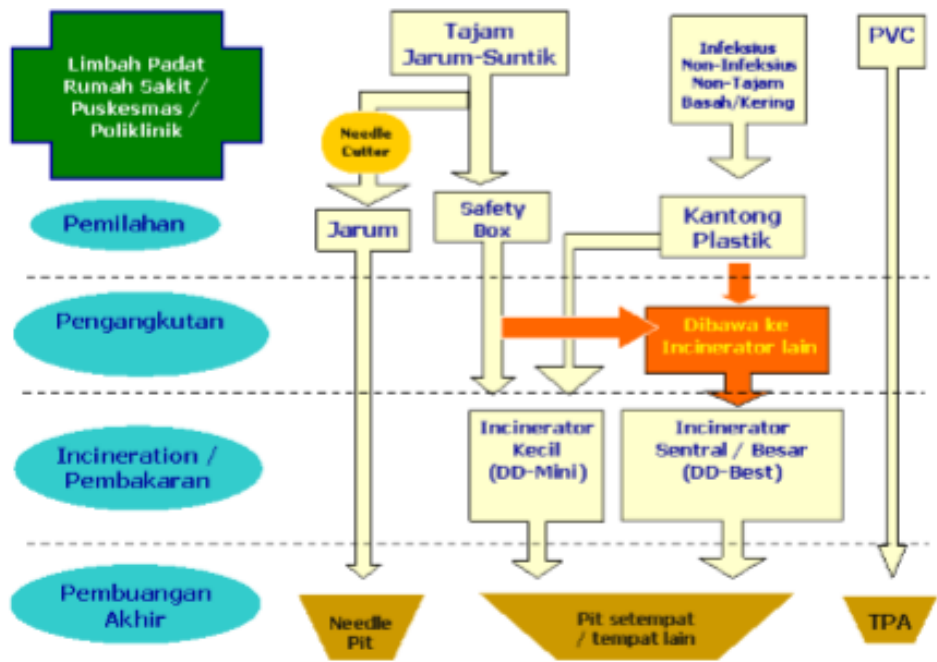 Limbah Padat
Rumah Sakit /
Puskesmas /
Poliklinik
Tajam
Jarum-Suntik
Infeksius
Non-Infeksius
Non-Tajam
Basah/Kering
PVC
Needle
Cutter
Pemilahan
Jarum
Safety
Box
Kantong
Plastik
Pengangkutan
Dibawa ke
Incinerator lain
Incineration /
Pembakaran
Incinerator
Kecil
(DD-Mini)
Incinerator
Sentral / Besar
(DD-Best)
Pembuangan
Akhir
Needle
Pit
Pit setempat
/ tempat lain
TPA